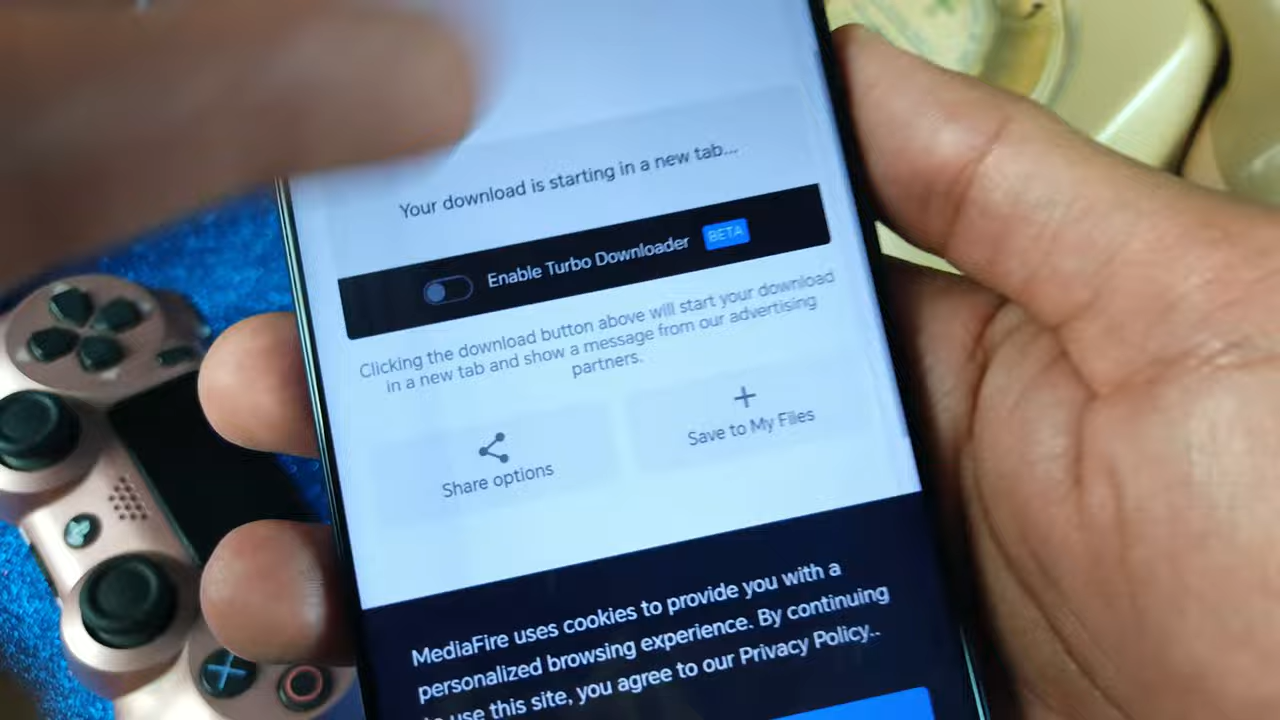 Your download is starting in a new tab...
Enable Turbo Downloader BETA
Clicking the download button above will start your download
in a new tab and show a message from our advertising
partners.
Share options
Save to My Files
MediaFire uses cookies to provide you with a
personalized browsing experience. By continuing
to use this site, you agree to our Privacy Policy..